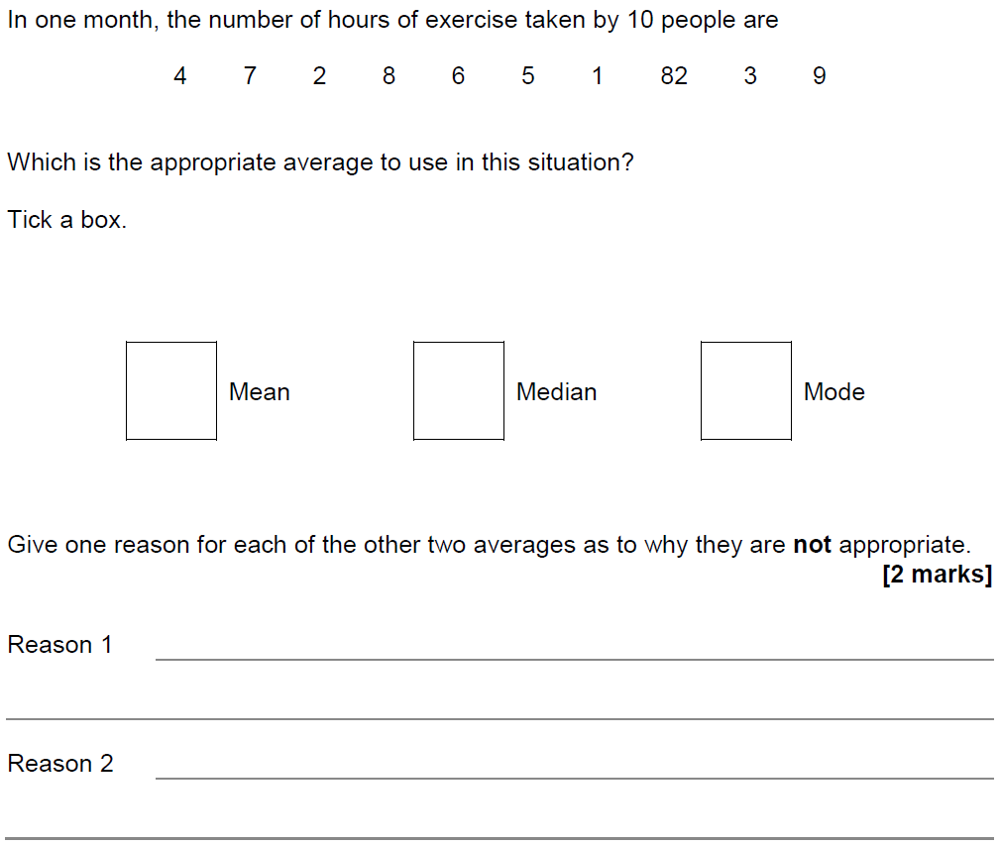 In one month, the number of hours of exercise taken by 10 people are
4 7 2 8 6 5 1 82 3 9
Which is the appropriate average to use in this situation?
Tick a box.
Mean Median Mode
Give one reason for each of the other two averages as to why they are not appropriate.
[2 marks]
Reason 1
Reason 2